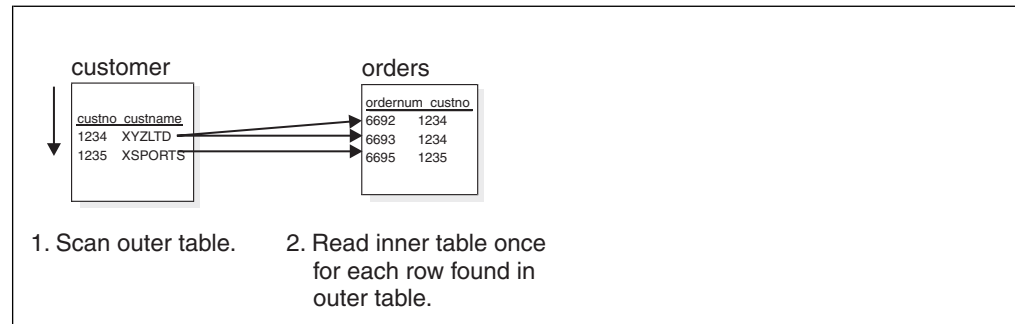 customer
custno custname
1234 XYZLTD
1235 XSPORTS
orders
ordernum custno
6692 1234
6693 1234
6695 1235
1. Scan outer table.
2. Read inner table once
for each row found in
outer table.